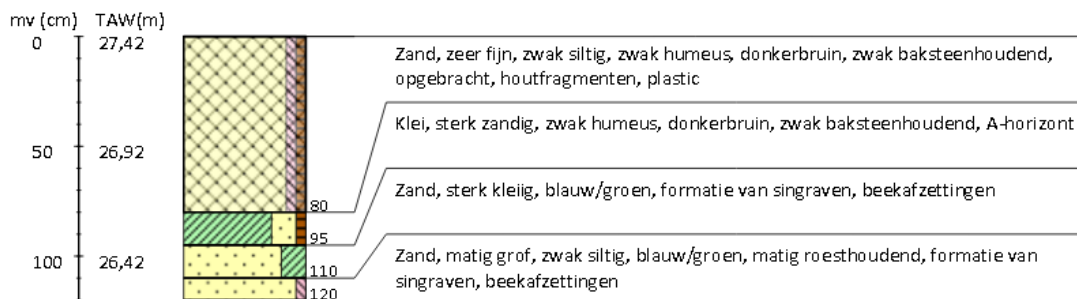 mv (cm) TAW(m)
0 27,42
Zand, zeer fijn, zwak siltig, zwak humeus, donkerbruin, zwak baksteenhoudend,
opgebracht, houtfragmenten, plastic
Klei, sterk zandig, zwak humeus, donkerbruin, zwak baksteenhoudend, A-horizont
50 26,92
80
Zand, sterk kleiig, blauw/groen, formatie van singraven, beekafzettingen
95
100 26,42
110
Zand, matig grof, zwak siltig, blauw/groen, matig roesthoudend, formatie van
singraven, beekafzettingen
120